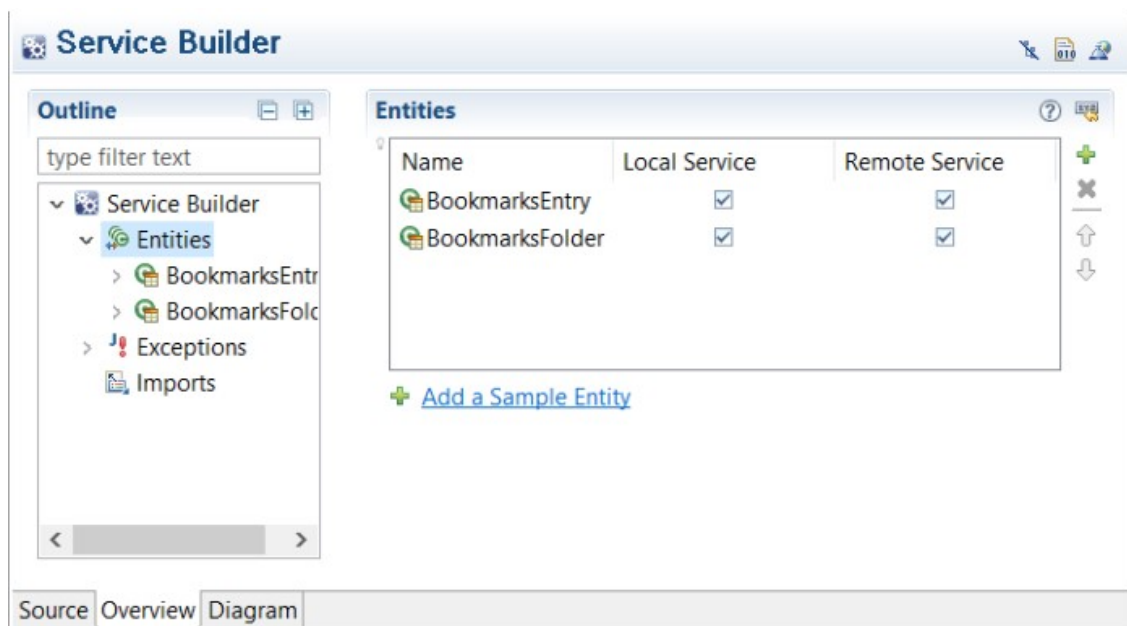 Service Builder
Outline
type filter text
Service Builder
Entities
BookmarksEntr
BookmarksFolc
Exceptions
Imports
Entities
Name Local Service Remote Service
BookmarksEntry
BookmarksFolder
Add a Sample Entity
Source Overview Diagram